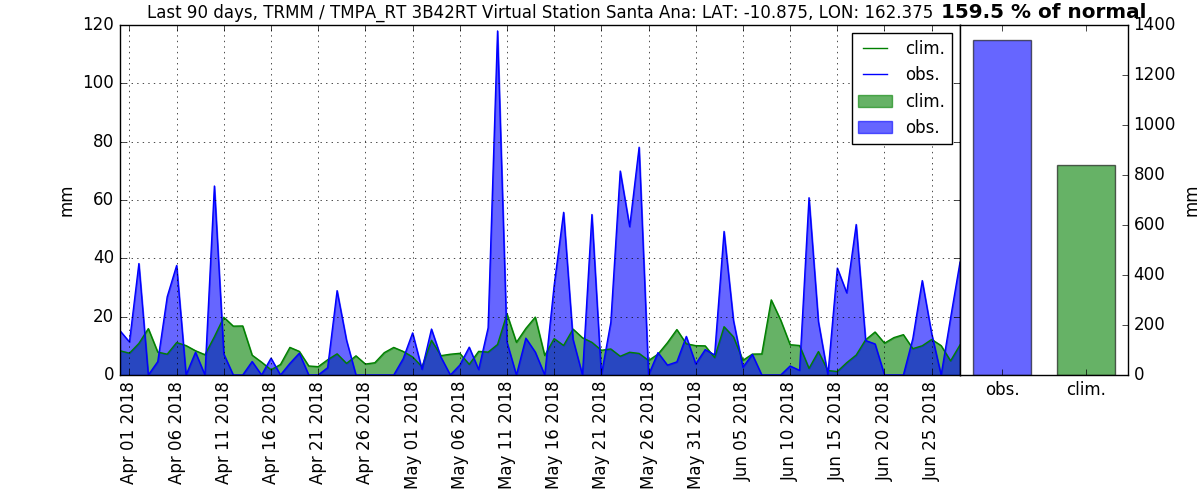 Last 90 days, TRMM / TMPA_RT 3B42RT Virtual Station Santa Ana: LAT: -10.875, LON: 162.375 159.5 % of normal
120
100
80
60
40
20
0
mm
clim.
obs.
clim.
obs.
1400
1200
1000
800
600
400
200
0
mm
Apr 01 2018
Apr 06 2018
Apr 11 2018
Apr 16 2018
Apr 21 2018
Apr 26 2018
May 01 2018
May 06 2018
May 11 2018
May 16 2018
May 21 2018
May 26 2018
May 31 2018
Jun 05 2018
Jun 10 2018
Jun 15 2018
Jun 20 2018
Jun 25 2018
obs.
clim.